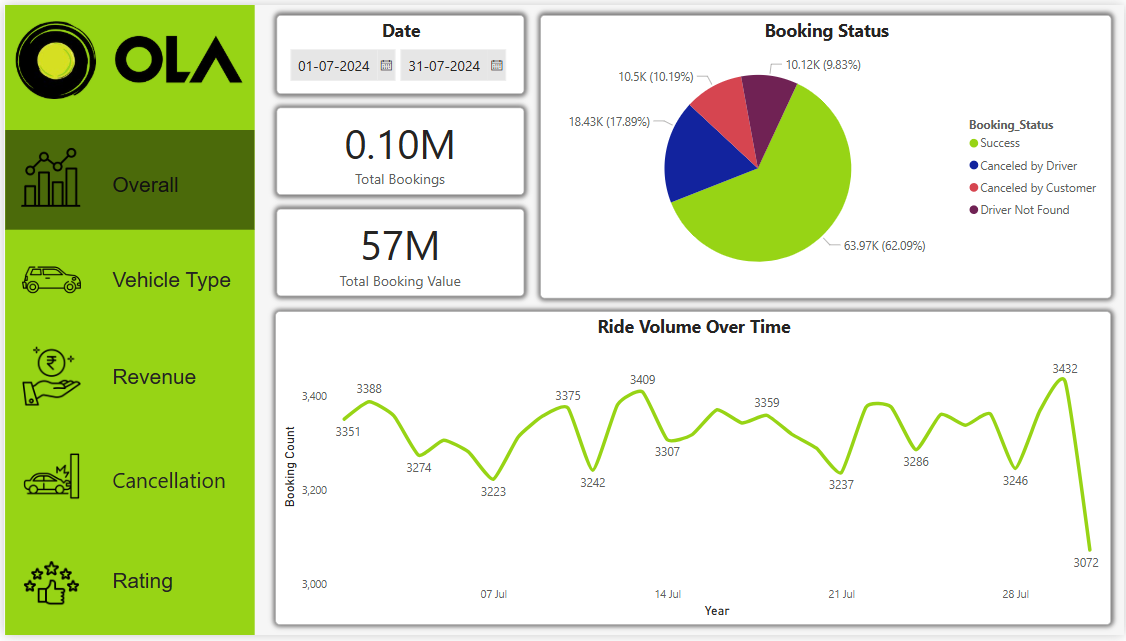 OLA
Overall
Vehicle Type
₹
Revenue
Cancellation
Rating
Date
01-07-2024 31-07-2024
0.10M
Total Bookings
57M
Total Booking Value
Booking Status
10.12K (9.83%)
10.5K (10.19%)
18.43K (17.89%)
63.97K (62.09%)
Booking_Status
Success
Canceled by Driver
Canceled by Customer
Driver Not Found
Ride Volume Over Time
Booking Count
3,400
3,200
3,000
3351
3388
3274
3223
3375
3242
3409
3307
3359
3237
3286
3246
3432
3072
07 Jul 14 Jul 21 Jul 28 Jul
Year